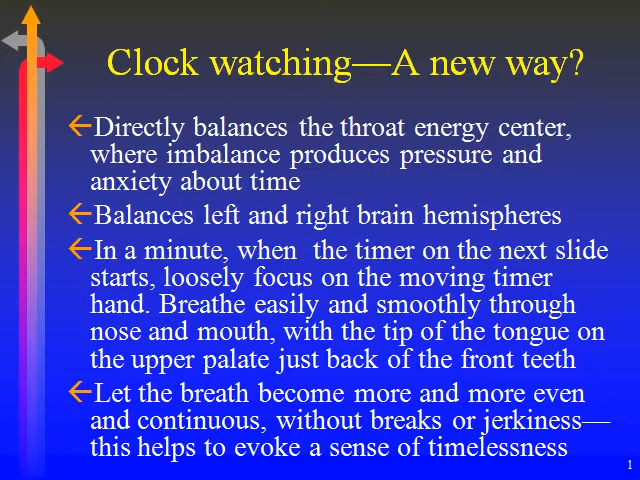 Clock watching—A new way?
Directly balances the throat energy center,
where imbalance produces pressure and
anxiety about time
Balances left and right brain hemispheres
In a minute, when the timer on the next slide
starts, loosely focus on the moving timer
hand. Breathe easily and smoothly through
nose and mouth, with the tip of the tongue on
the upper palate just back of the front teeth
Let the breath become more and more even
and continuous, without breaks or jerkiness—
this helps to evoke a sense of timelessness
1